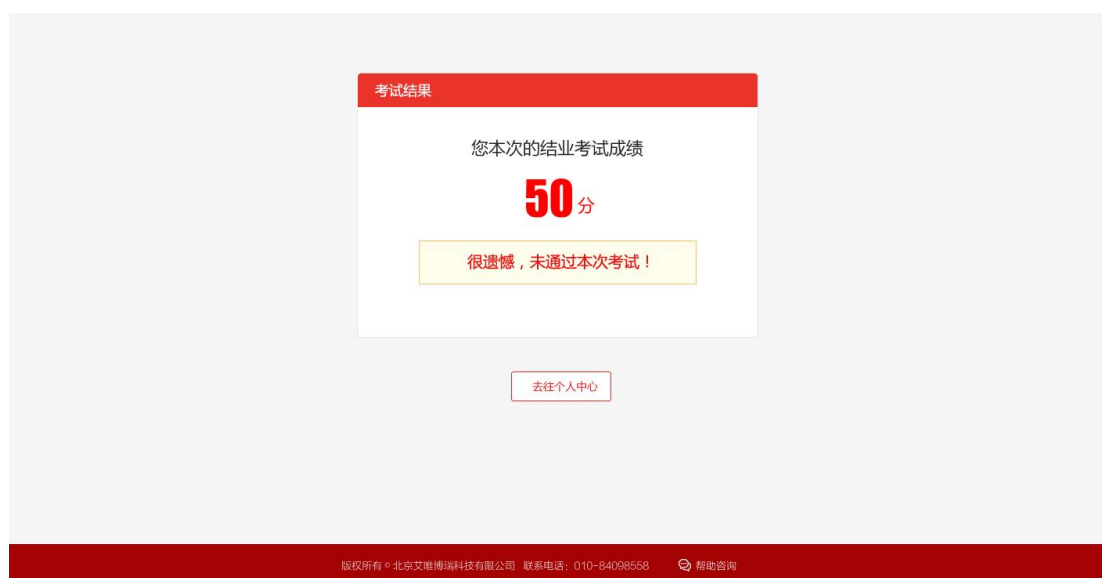 考试结果
您本次的结业考试成绩
50分
很遗憾，未通过本次考试！
去往个人中心
版权所有©北京艾唯博瑞科技有限公司 联系电话：010-84098558 帮助咨询